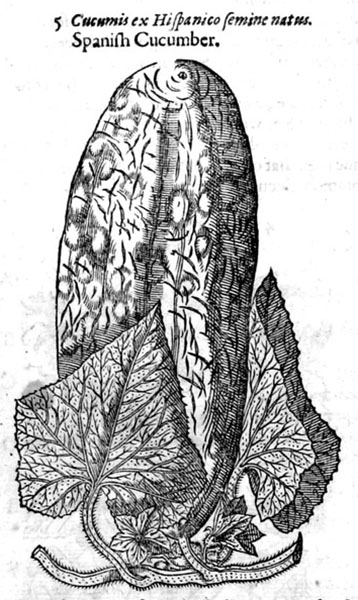 5 Cucumis ex Hiſpanico ſemine natus.
Spaniſh Cucumber.